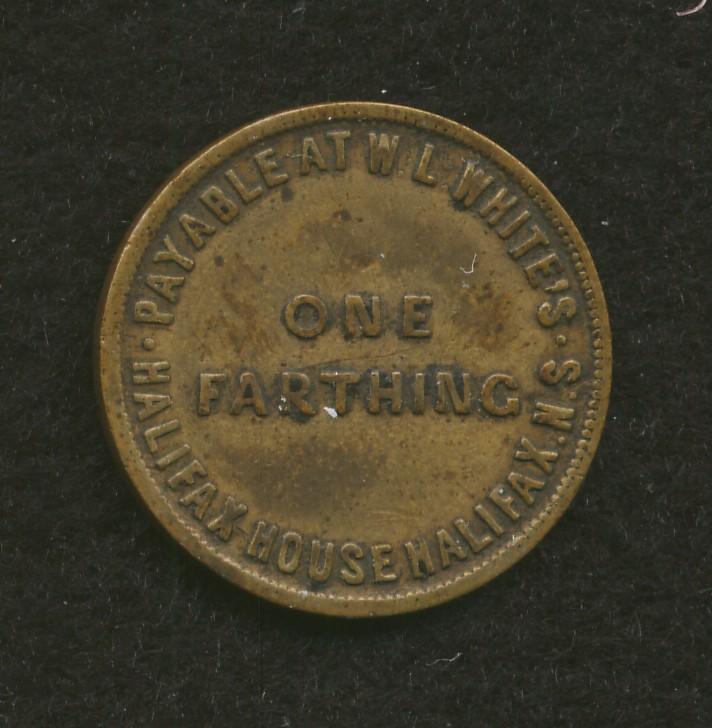 PAYABLE AT W.L.WHITE'S.
ONE
FARTHING
·HALIFAX HOUSE HALIFAX.N.S